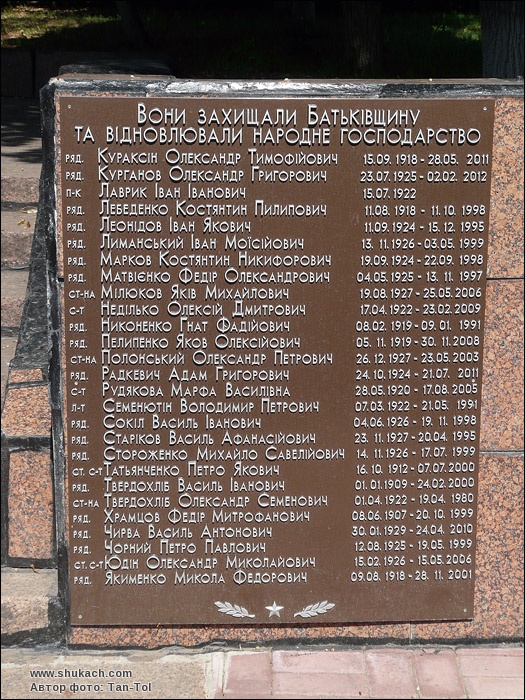 Вони захищали Батьківщину
та відновлювали народне господарство
ряд. Кураксін Олександр Тимофійович 15.09. 1918 - 28.05. 2011
ряд. Курганов Олександр Григорович 23.07.1925 - 02.02. 2012
п-к Лаврик Іван Іванович 15.07. 1922
ряд. Лебеденко Костянтин Пилипович 11.08. 1918 - 11. 10. 1998
ряд. Леонідов Іван Якович 11.09.1924 - 15. 12. 1995
ряд. Лиманський Іван Моїсійович 13. 11.1926 - 03.05. 1999
ряд. Марков Костянтин Никифорович 19.09.1924 - 22.09. 1998
ряд. Матвієнко Федір Олександрович 04.05.1925 - 13. 11. 1997
ст-на Мілюков Яків Михайлович 19.08.1927 - 25.05. 2006
с-т Неділько Олексій Дмитрович 17.04.1922 - 23.02. 2009
ряд. Никоненко Гнат Фадійович 08.02. 1919 - 09.01. 1991
ряд. Пелипенко Яков Олексійович 05. 11. 1919 - 30. 11. 2008
ст-на Полонський Олександр Петрович 26. 12.1927 - 23.05. 2003
ряд. Радкевич Адам Григорович 24.10.1924 - 21.07. 2011
с-т Рудякова Марфа Василівна 28.05.1920 - 17.08. 2005
л-т Семенютін Володимир Петрович 07.03. 1922 - 21.05. 1991
ряд. Сокіл Василь Іванович 04.06.1926 - 19. 11. 1998
ряд. Старіков Василь Афанасійович 23. 11.1927 - 20.04. 1995
ряд. Стороженко Михайло Савелійович 14. 11.1926 - 17.07. 1999
ст. с-т Татьянченко Петро Якович 16.10. 1912 - 07.07. 2000
ряд. Твердохліб Василь Іванович 01.01.1909 - 24.02. 2000
ст-на Твердохліб Олександр Семенович 01.04.1922 - 19.04. 1980
ряд. Храмцов Федір Митрофанович 08.06.1907 - 20. 10. 1999
ряд. Чирва Василь Антонович 30.01.1929 - 24.04. 2010
ряд. Чорний Петро Павлович 12.08.1925 - 19.05. 1999
ст. с-т Юдін Олександр Миколайович 15.02.1926 - 15.05. 2006
ряд. Якименко Микола Федорович 09.08. 1918 - 28. 11. 2001
www.shukach.com
Автор фото: Tan-Tol